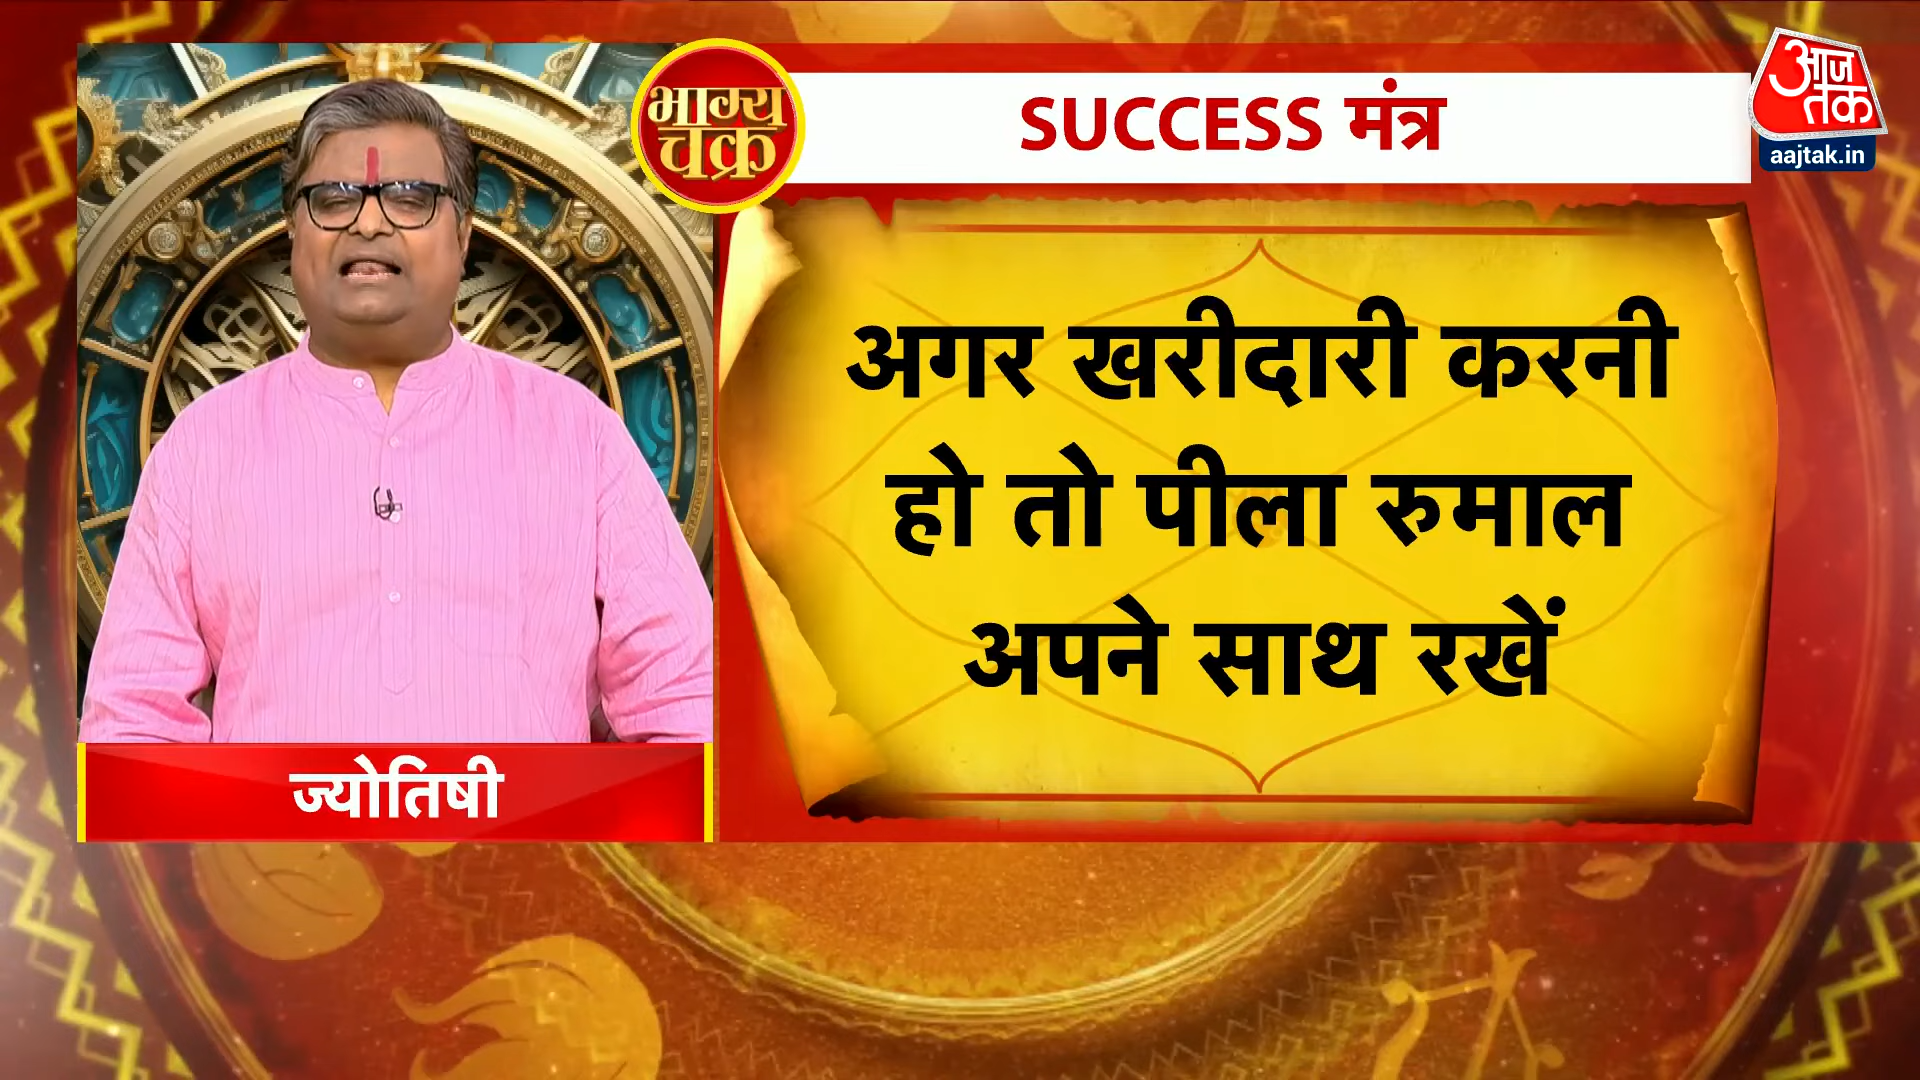 भाग्य
चक्र
SUCCESS मंत्र
आज
तक
aajtak.in
अगर खरीदारी करनी
हो तो पीला रुमाल
अपने साथ रखें
ज्योतिषी